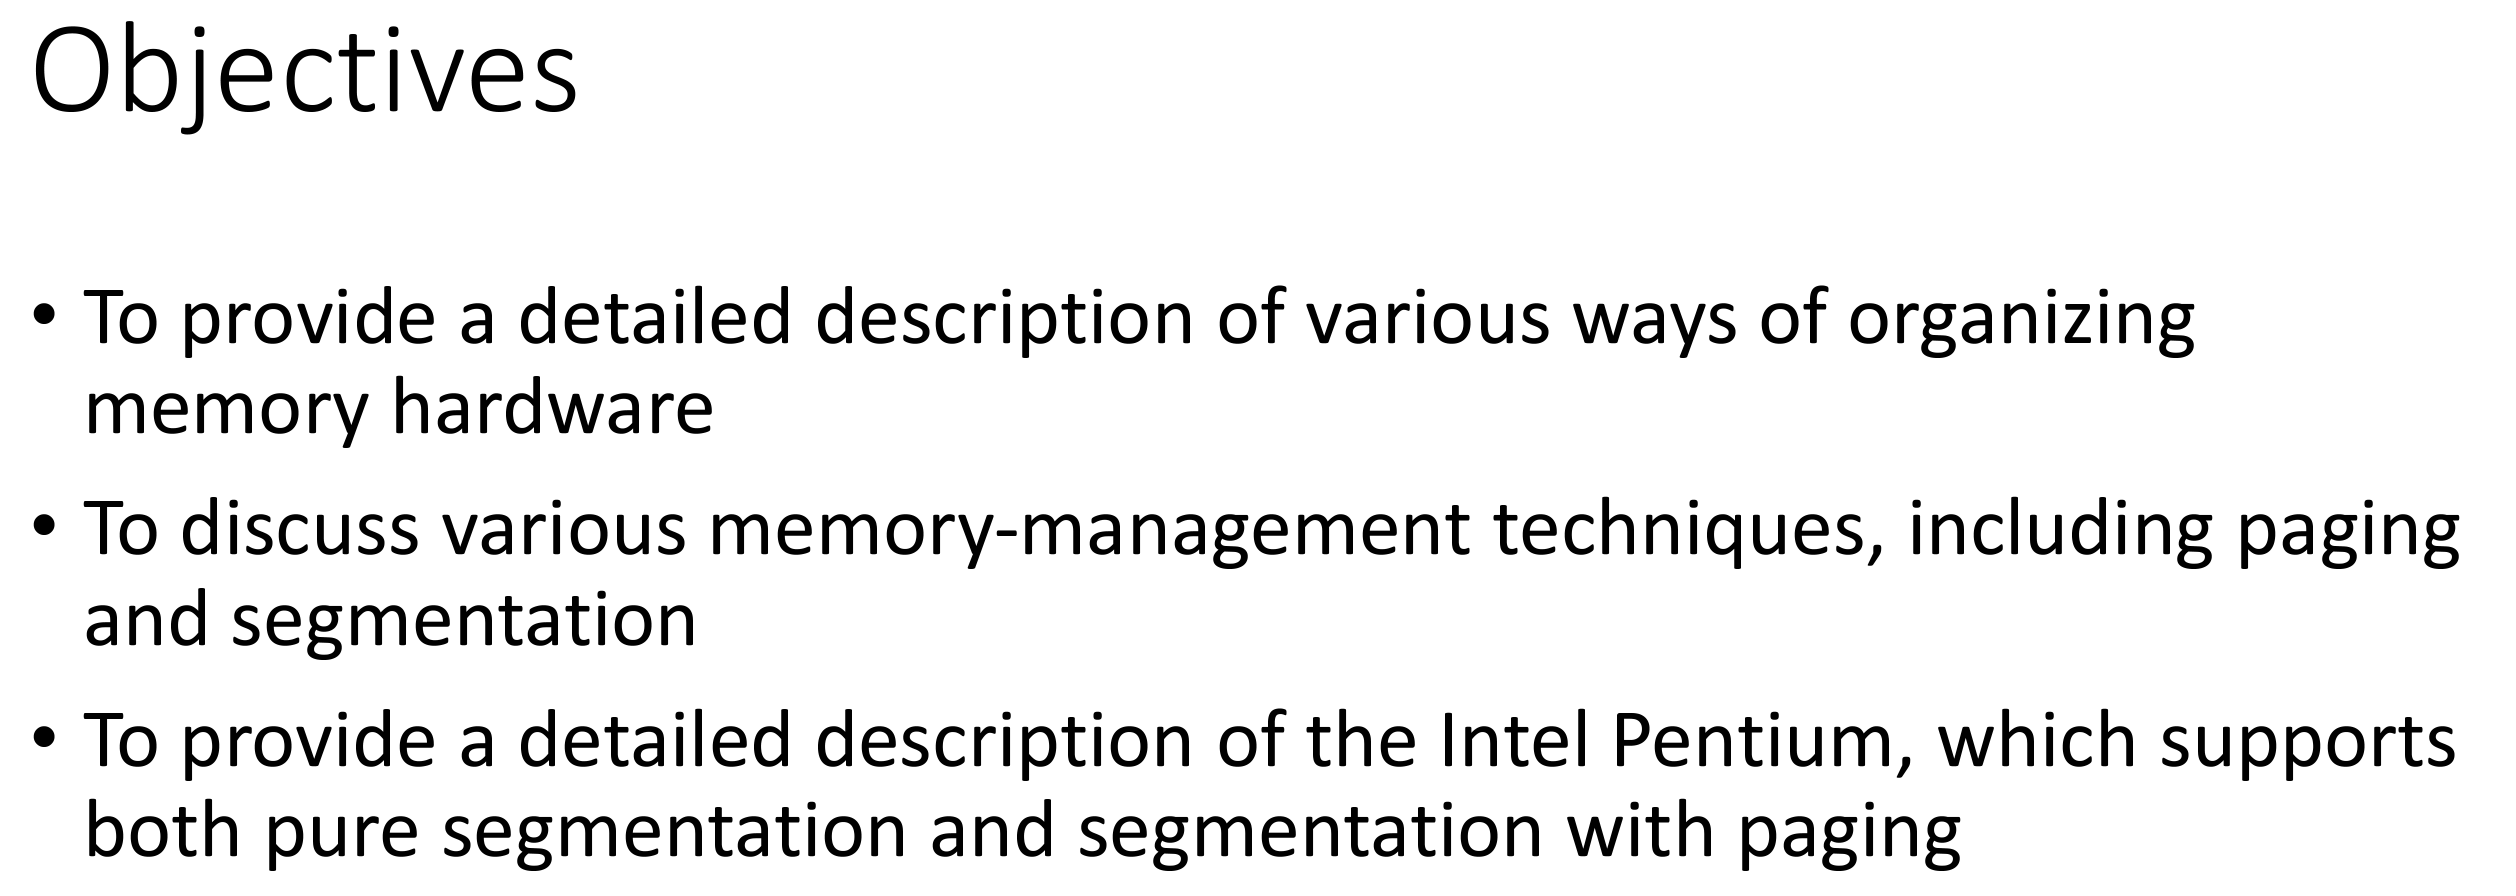 Objectives
• To provide a detailed description of various ways of organizing
memory hardware
• To discuss various memory-management techniques, including paging
and segmentation
• To provide a detailed description of the Intel Pentium, which supports
both pure segmentation and segmentation with paging